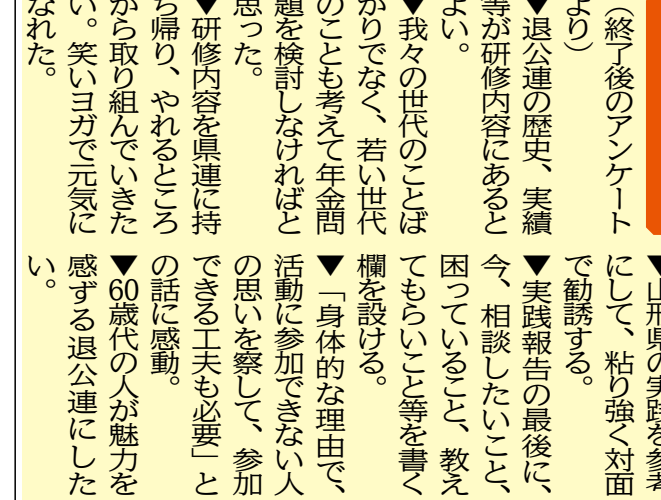 （終了後のアンケート
より）
▼退公連の歴史、実績
等が研修内容にあると
よい。
▼我々の世代のことば
かりでなく、若い世代
のことも考えて年金問
題を検討しなければと
思った。
▼研修内容を県連に持
ち帰り、やれるところ
から取り組んでいきた
い。笑いヨガで元気に
なれた。
▼山形県の実践を参考
にして、粘り強く対面
で勧誘する。
▼実践報告の最後に、
今、相談したいこと、
困っていること、教え
てもらいこと等を書く
欄を設ける。
▼「身体的な理由で、
活動に参加できない人
の思いを察して、参加
できる工夫も必要」と
の話に感動。
▼60歳代の人が魅力を
感ずる退公連にした
い。